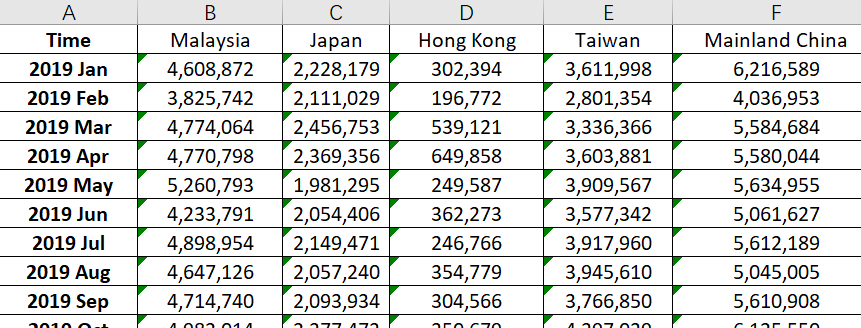 A B C D E F
Time Malaysia Japan Hong Kong Taiwan Mainland China
2019 Jan 4,608,872 2,228,179 302,394 3,611,998 6,216,589
2019 Feb 3,825,742 2,111,029 196,772 2,801,354 4,036,953
2019 Mar 4,774,064 2,456,753 539,121 3,336,366 5,584,684
2019 Apr 4,770,798 2,369,356 649,858 3,603,881 5,580,044
2019 May 5,260,793 1,981,295 249,587 3,909,567 5,634,955
2019 Jun 4,233,791 2,054,406 362,273 3,577,342 5,061,627
2019 Jul 4,898,954 2,149,471 246,766 3,917,960 5,612,189
2019 Aug 4,647,126 2,057,240 354,779 3,945,610 5,045,005
2019 Sep 4,714,740 2,093,934 304,566 3,766,850 5,610,908